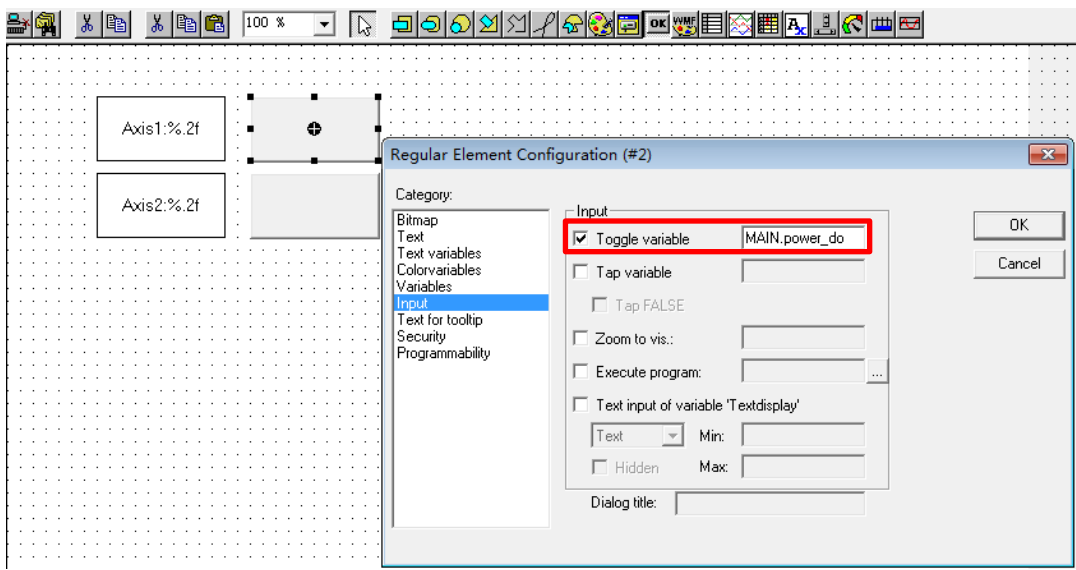 100 %
OK
WMF
A
Axis1:%.2f
Axis2:%.2f
Regular Element Configuration (#2)
Category:
Bitmap
Text
Text variables
Colorvariables
Variables
Input
Text for tooltip
Security
Programmability
Input
Toggle variable
MAIN.power_do
Tap variable
Tap FALSE
Zoom to vis.:
Execute program:
...
Text input of variable 'Textdisplay'
Text
Min:
Hidden
Max:
Dialog title:
OK
Cancel